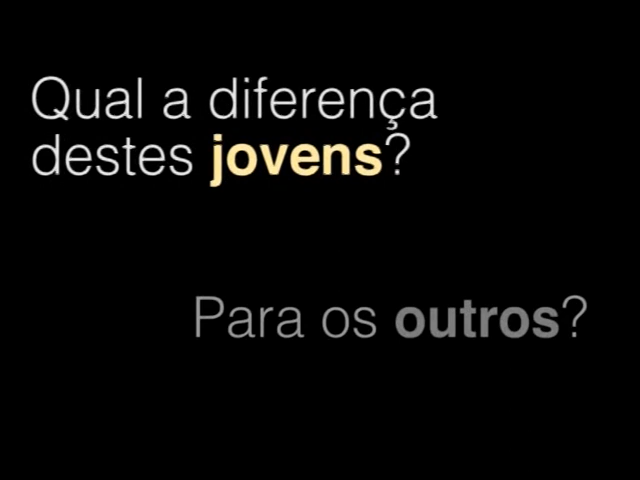 Qual a diferença
destes jovens?
Para os outros?